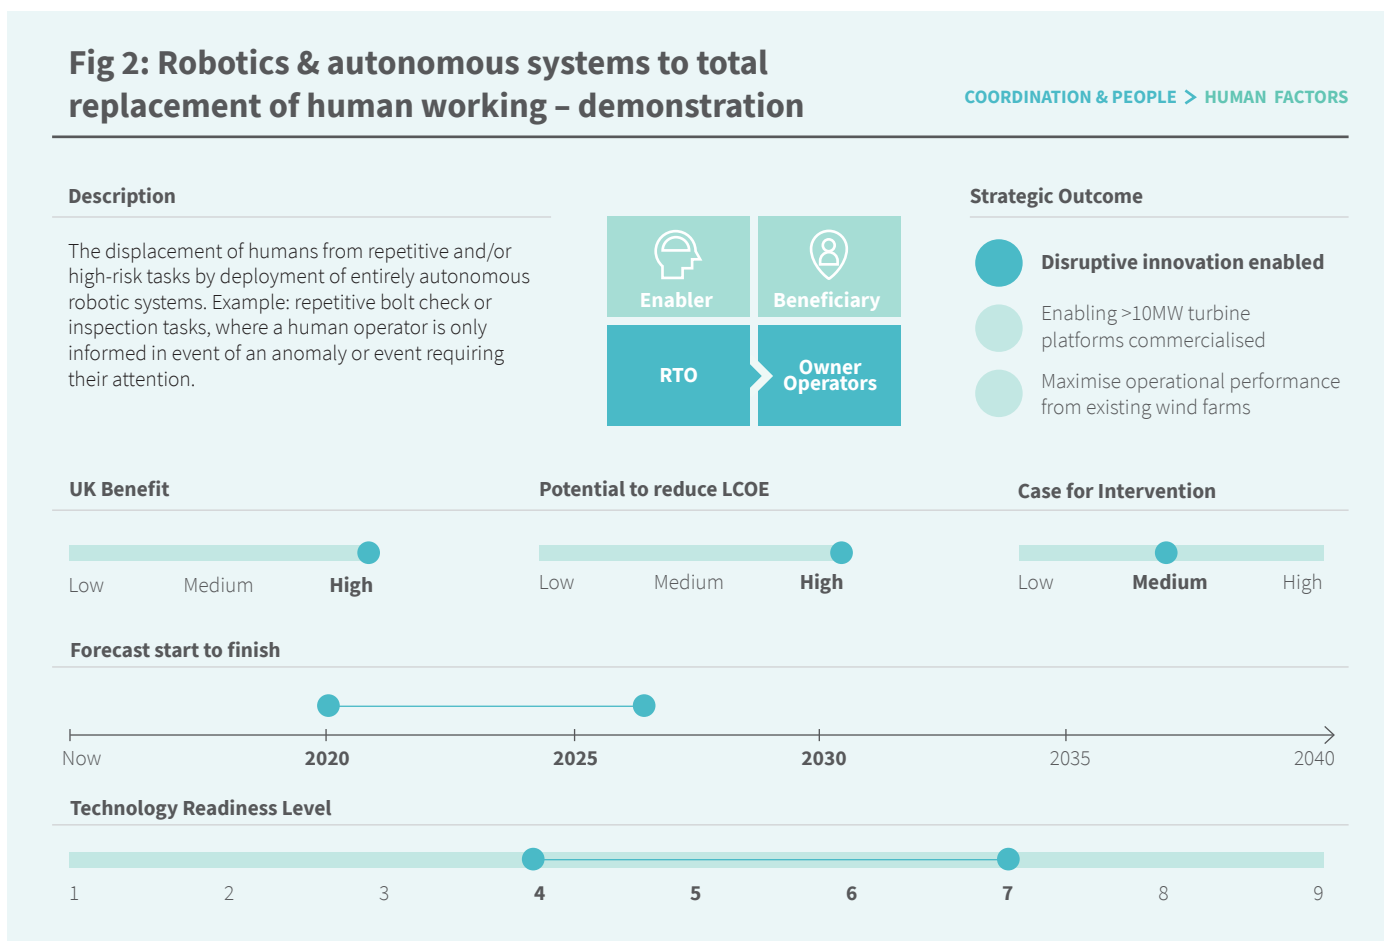 Fig 2: Robotics & autonomous systems to total
replacement of human working – demonstration
COORDINATION & PEOPLE > HUMAN FACTORS
Description
The displacement of humans from repetitive and/or
high-risk tasks by deployment of entirely autonomous
robotic systems. Example: repetitive bolt check or
inspection tasks, where a human operator is only
informed in event of an anomaly or event requiring
their attention.
Enabler
Beneficiary
RTO
Owner
Operators
Strategic Outcome
Disruptive innovation enabled
Enabling >10MW turbine
platforms commercialised
Maximise operational performance
from existing wind farms
UK Benefit
Low Medium High
Potential to reduce LCOE
Low Medium High
Case for Intervention
Low Medium High
Forecast start to finish
Now 2020 2025 2030 2035 2040
Technology Readiness Level
1 2 3 4 5 6 7 8 9